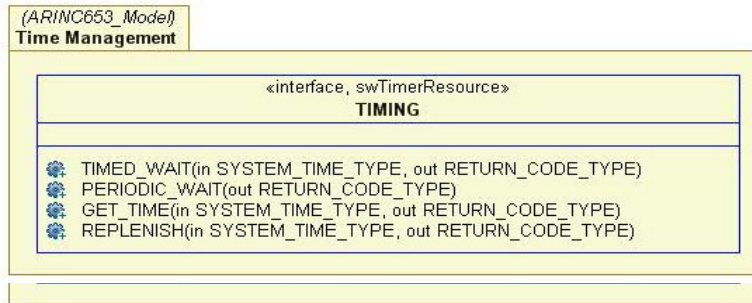 (ARINC653_Model)
Time Management
«interface, swTimerResource»
TIMING
TIMED_WAIT(in SYSTEM_TIME_TYPE, out RETURN_CODE_TYPE)
PERIODIC_WAIT(out RETURN_CODE_TYPE)
GET_TIME(in SYSTEM_TIME_TYPE, out RETURN_CODE_TYPE)
REPLENISH(in SYSTEM_TIME_TYPE, out RETURN_CODE_TYPE)